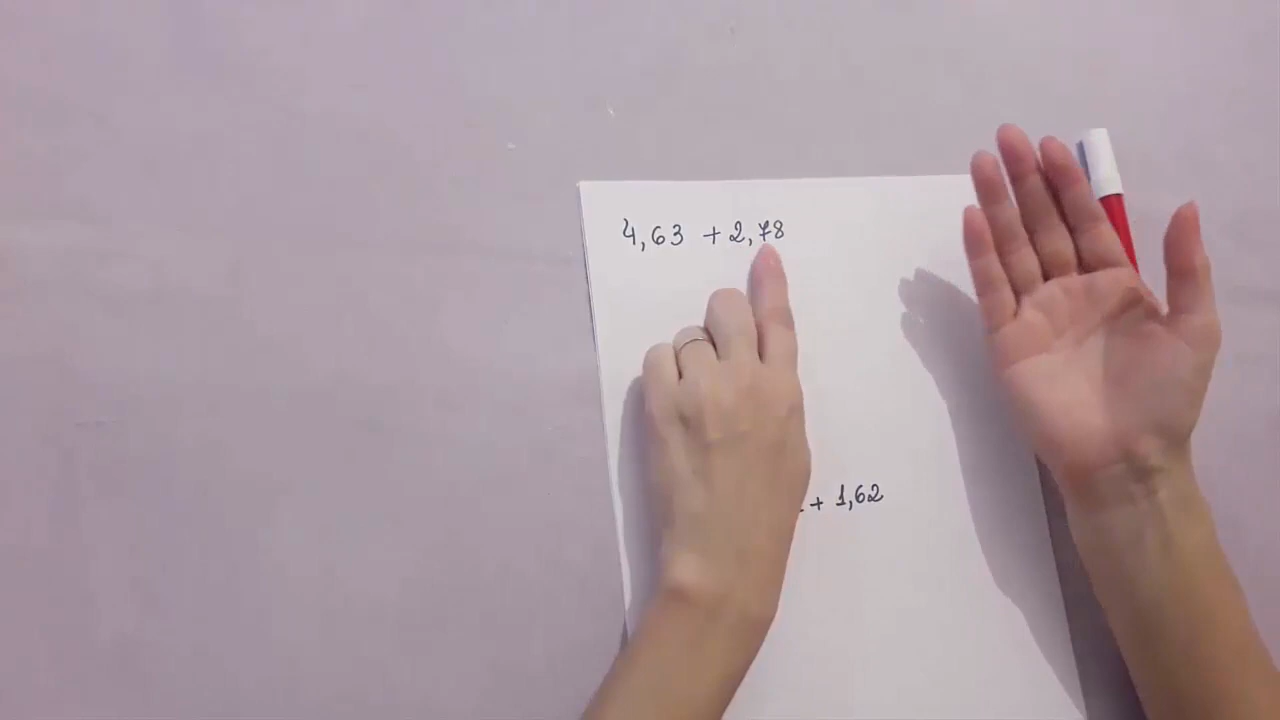 4,63 + 2,78
+ 1,62